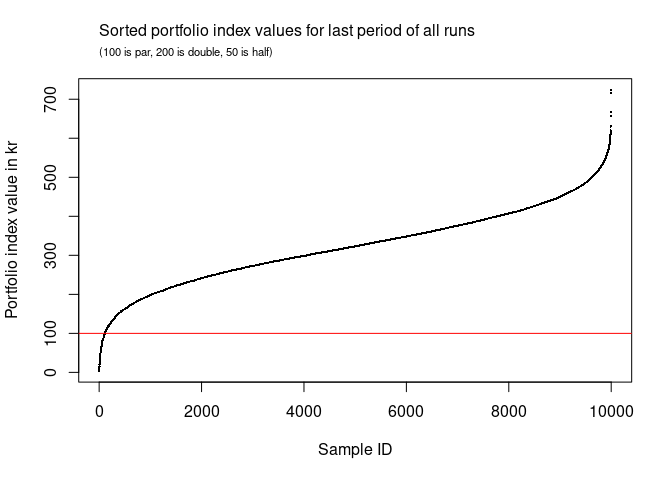 Sorted portfolio index values for last period of all runs
(100 is par, 200 is double, 50 is half)
Portfolio index value in kr
700
500
300
100
0
0 2000 4000 6000 8000 10000
Sample ID